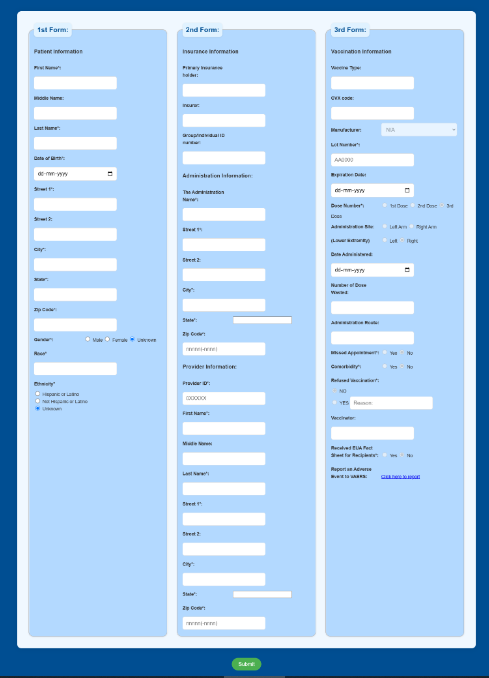 1st Form:
Patient Information
First Name*:
Middle Name:
Last Name*:
Date of Birth*:
dd-mm-yyyy
Street 1*:
Street 2:
City*:
State*:
Zip Code*:
Gender*:
Male Female Unknown
Race*
Ethnicity*
Hispanic or Latino
Not Hispanic or Latino
Unknown
2nd Form:
Insurance Information
Primary Insurance
holder:
Insurer:
Group/Individual ID
number:
Administration Information:
The Administration
Name*:
Street 1*:
Street 2:
City*:
State*:
Zip Code*:
nnnn(-nnnn)
Provider Information:
Provider ID*:
First Name*:
Middle Name:
Last Name*:
Street 1*:
Street 2:
City*:
State*:
Zip Code*:
nnnn(-nnnn)
3rd Form:
Vaccination Information
Vaccine Type:
CVX code:
Manufacturer:
N/A
Lot Number*:
AA0000
Expiration Date:
dd-mm-yyyy
Dose Number*: 1st Dose 2nd Dose 3rd
Dose
Administration Site: Left Arm Right Arm
(Lower Extremity) Left Right
Date Administered:
dd-mm-yyyy
Number of Dose
Wasted:
Administration Route:
Missed Appointment*: Yes No
Comorbidity*: Yes No
Refused Vaccination*:
NO
YES Reason:
Vaccinator:
Received EUA Fact
Sheet for Recipients*: Yes No
Report an Adverse
Event to VAERS: Click here to report
Submit